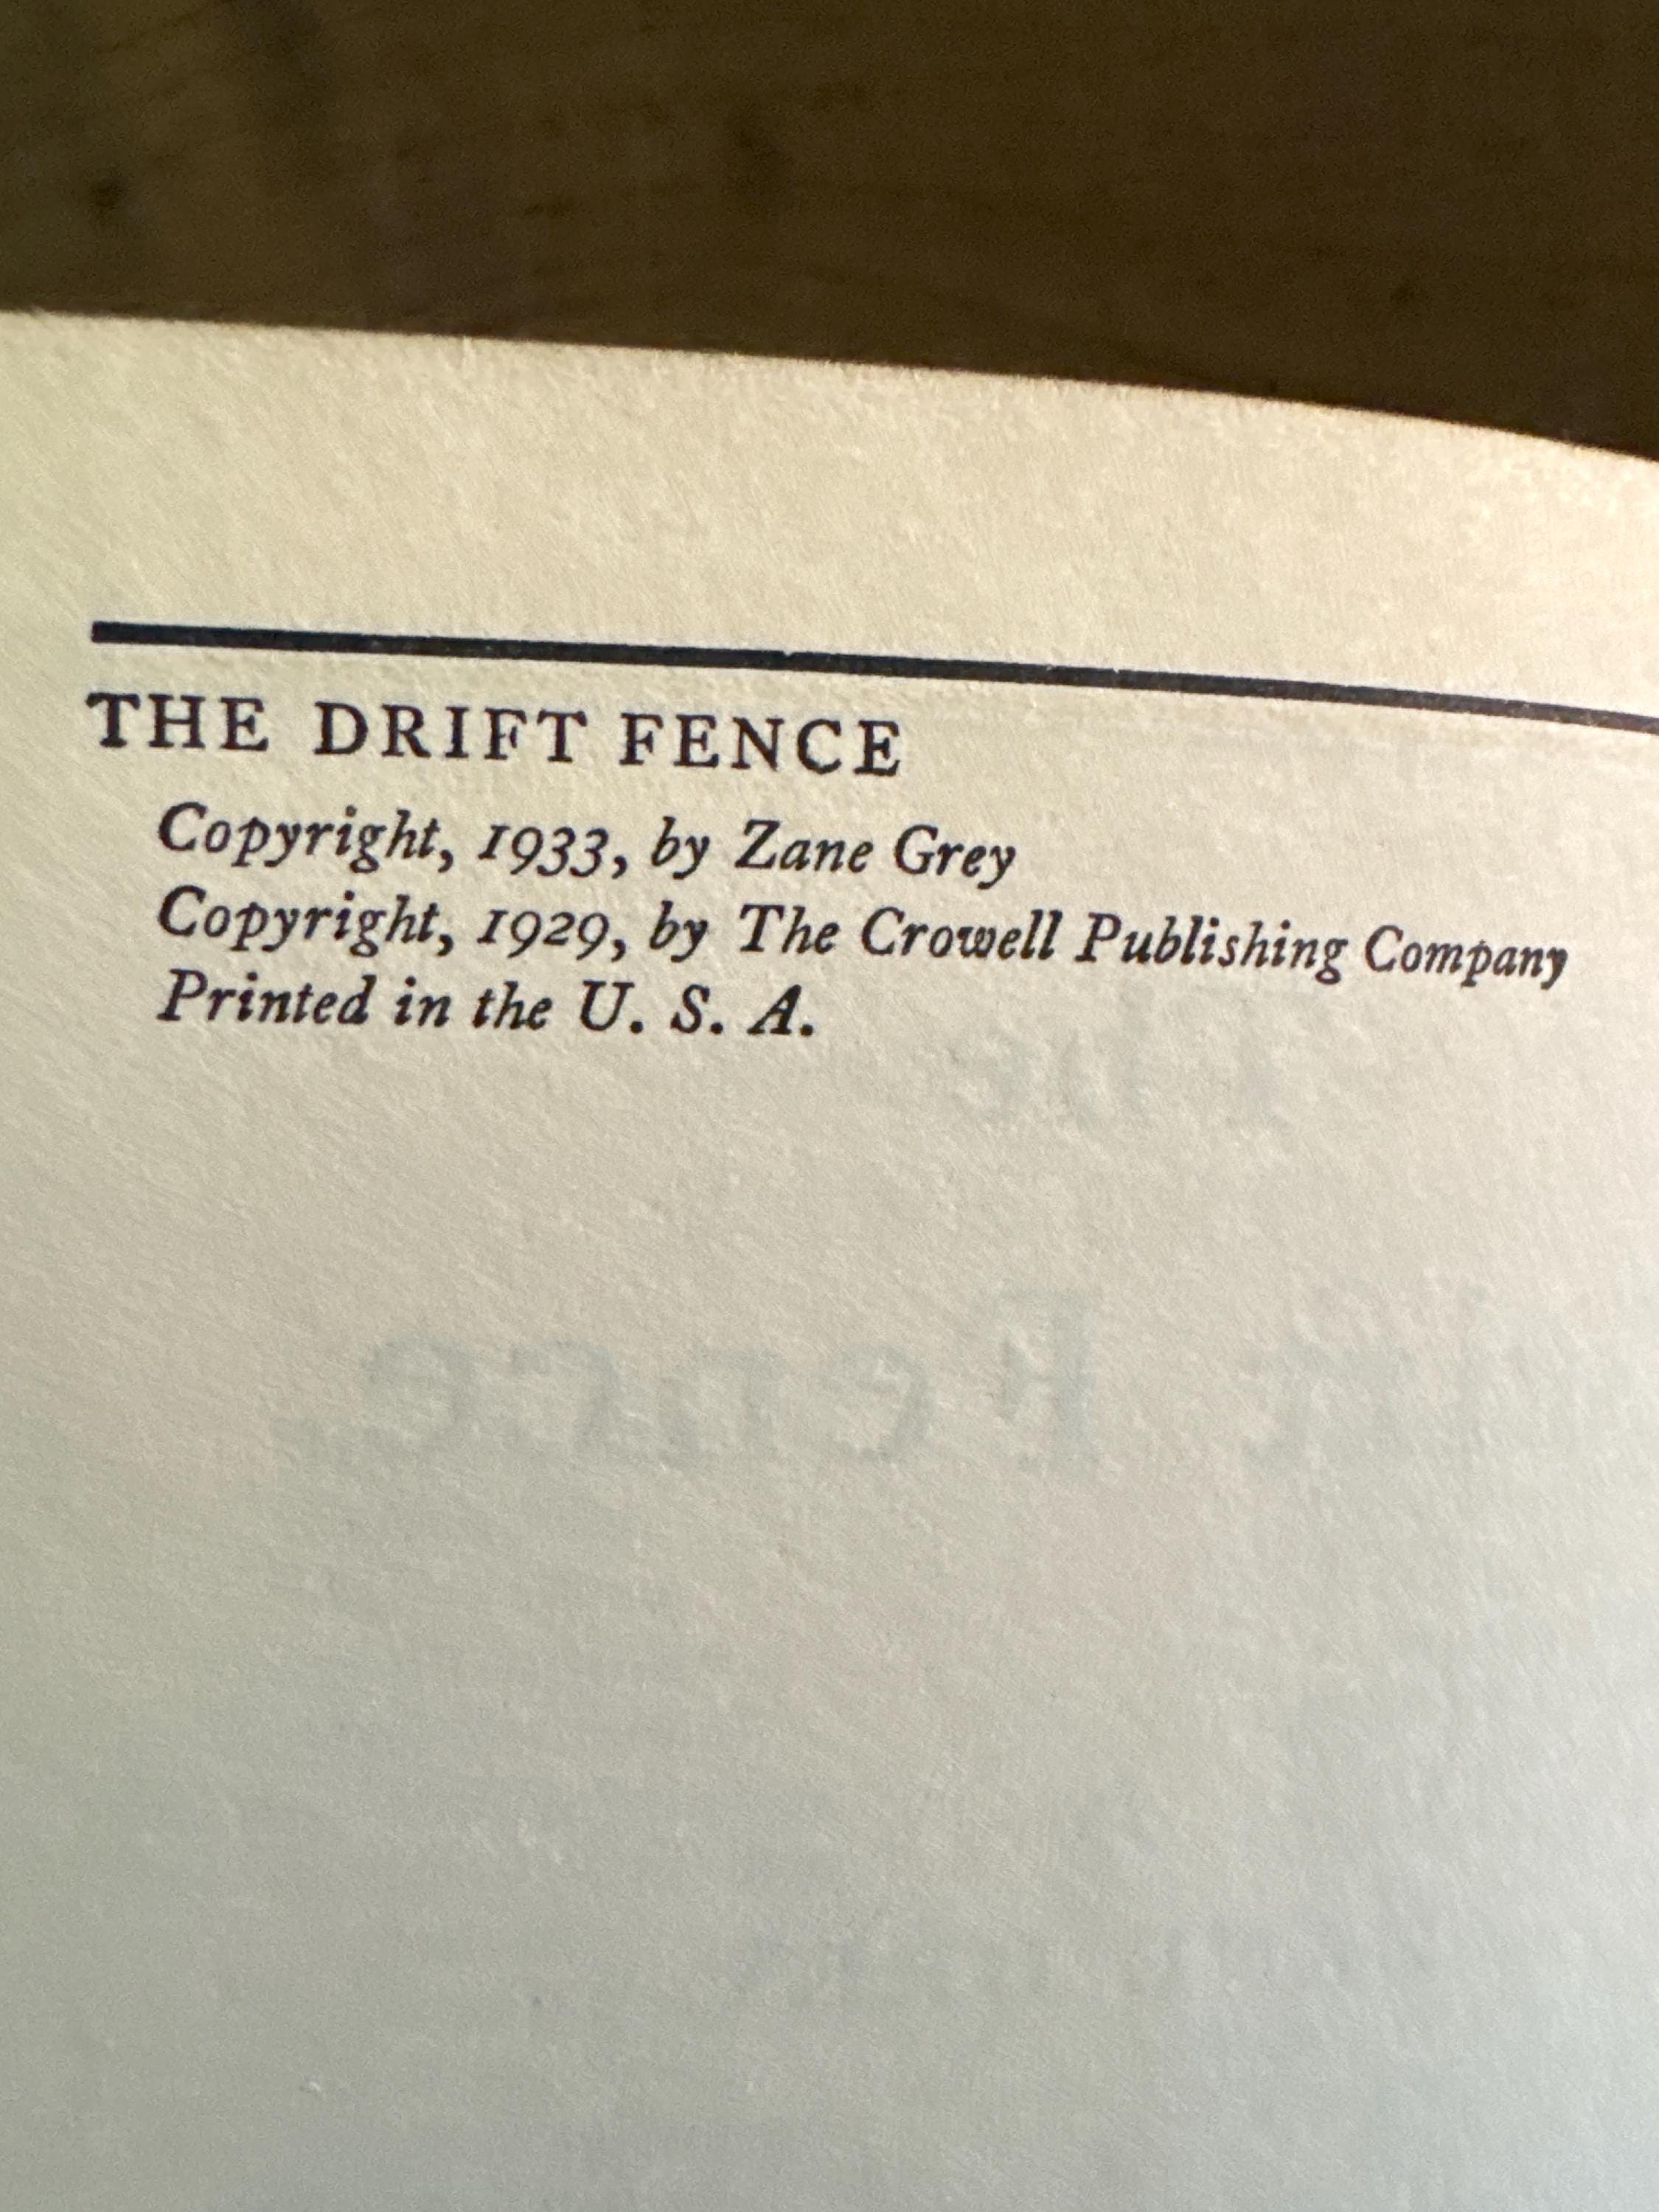 THE DRIFT FENCE
Copyright, 1933, by Zane Grey
Copyright, 1929, by The Crowell Publishing Company
Printed in the U. S. A.